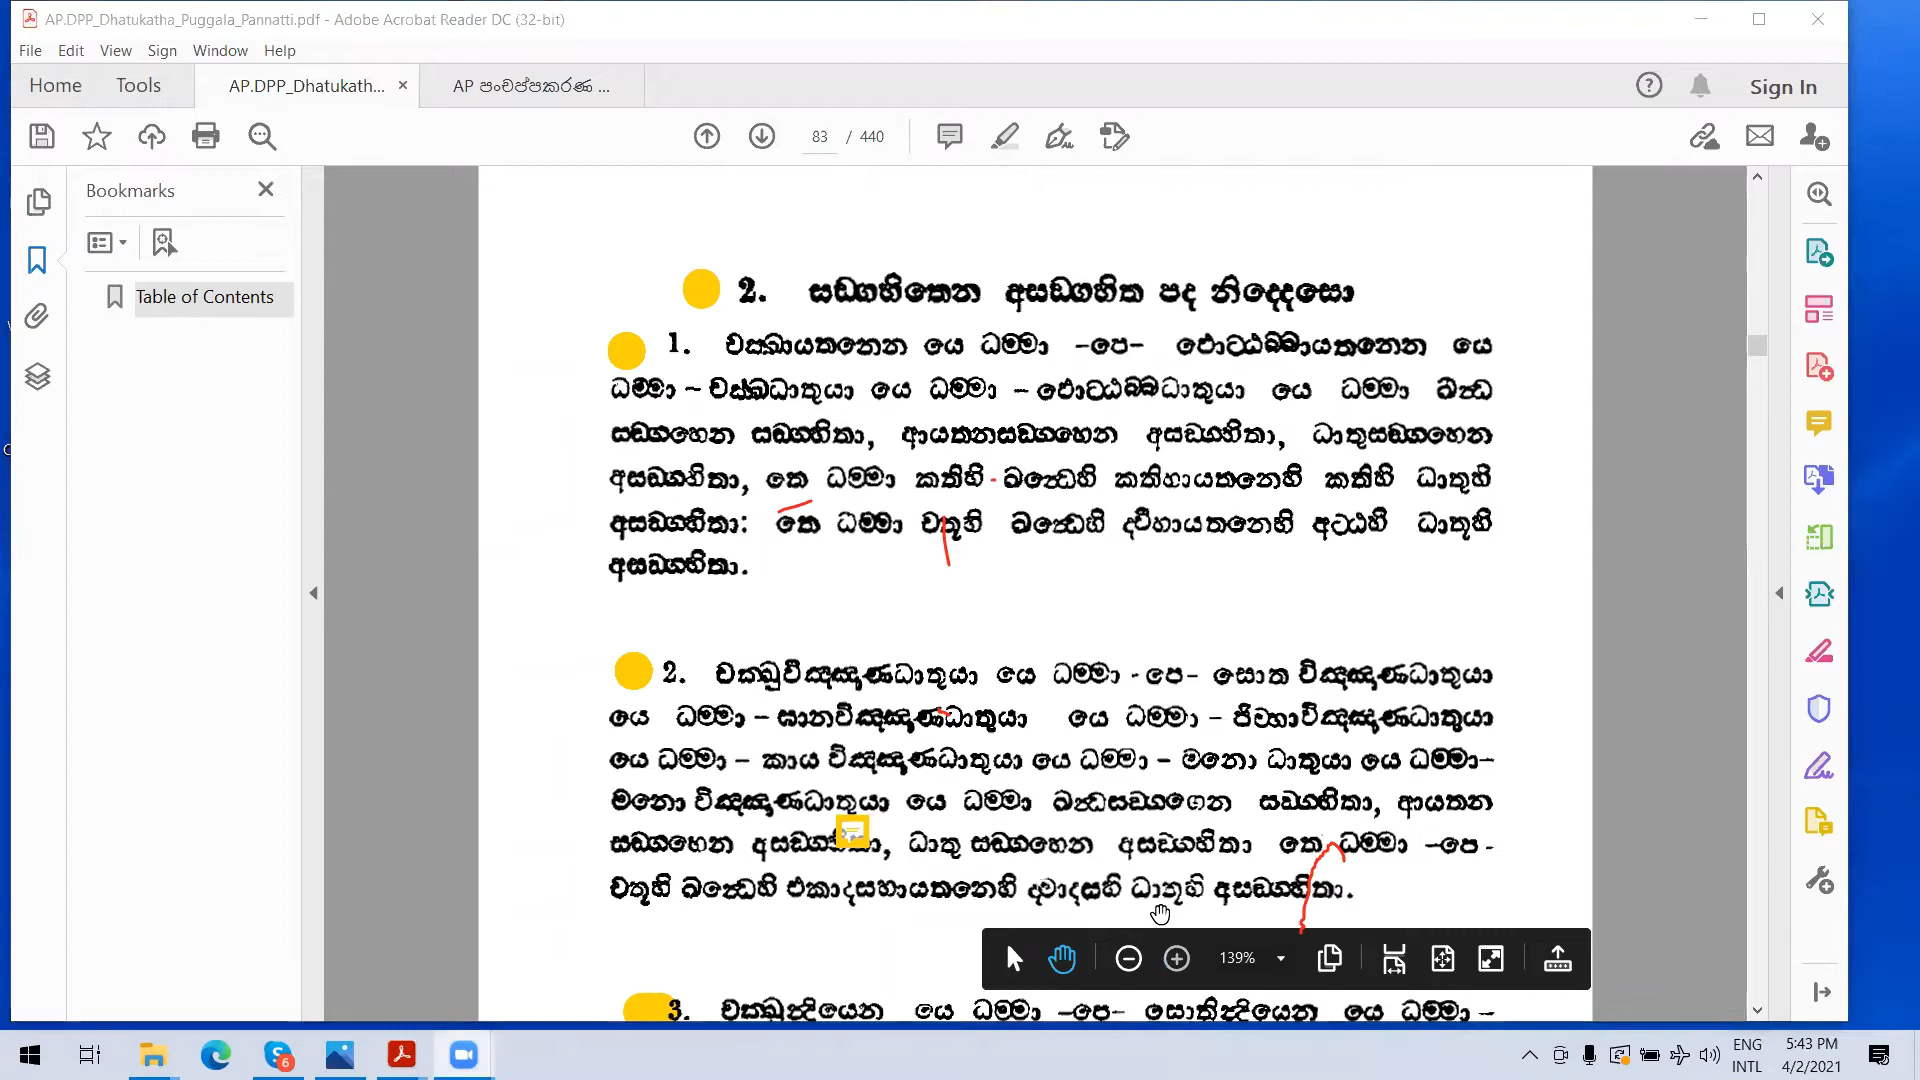 AP.DPP_Dhatukatha_Puggala_Pannatti.pdf - Adobe Acrobat Reader DC (32-bit)
File Edit View Sign Window Help
Home Tools AP.DPP_Dhatukath... × AP පංචප්පකරණ ... Sign In
83 / 440
Bookmarks
Table of Contents
2. සඞ්ගහිතෙන අසඞ්ගහිත පද නිද්දෙසො
1. චක්ඛායතනෙන යෙ ධම්මා -පෙ- ඵොට්ඨබ්බායතනෙන යෙ
ධම්මා - චක්ඛුධාතුයා යෙ ධම්මා - ඵොට්ඨබ්බධාතුයා යෙ ධම්මා ඛන්ධ
සඞ්ගහෙන සඞ්ගහිතා, ආයතනසඞ්ගහෙන අසඞ්ගහිතා, ධාතුසඞ්ගහෙන
අසඞ්ගහිතා, තෙ ධම්මා කතිහි ඛන්ධෙහි කතිහායතනෙහි කතිහි ධාතුහි
අසඞ්ගහිතා: තෙ ධම්මා චතූහි ඛන්ධෙහි ද්වීහායතනෙහි අට්ඨහි ධාතූහි
අසඞ්ගහිතා.
2. චක්ඛුවිඤ්ඤාණධාතුයා යෙ ධම්මා -පෙ- සොත විඤ්ඤාණධාතුයා
යෙ ධම්මා - ඝානවිඤ්ඤාණධාතුයා යෙ ධම්මා - ජිව්හාවිඤ්ඤාණධාතුයා
යෙ ධම්මා - කාය විඤ්ඤාණධාතුයා යෙ ධම්මා - මනො ධාතුයා යෙ ධම්මා-
මනො විඤ්ඤාණධාතුයා යෙ ධම්මා ඛන්ධසඞ්ගගෙන සඞ්ගහිතා, ආයතන
සඞ්ගහෙන අසඞ්ගහිතා, ධාතු සඞ්ගහෙන අසඞ්ගහිතා තෙ ධම්මා -පෙ-
චතූහි ඛන්ධෙහි එකාදසහායතනෙහි ද්වාදසහි ධාතූහි අසඞ්ගහිතා.
139%
3. චක්ඛුන්ද්‍රියෙන යෙ ධම්මා -පෙ- සොතින්ද්‍රියෙන යෙ ධම්මා -
6
ENG
INTL
5:43 PM
4/2/2021